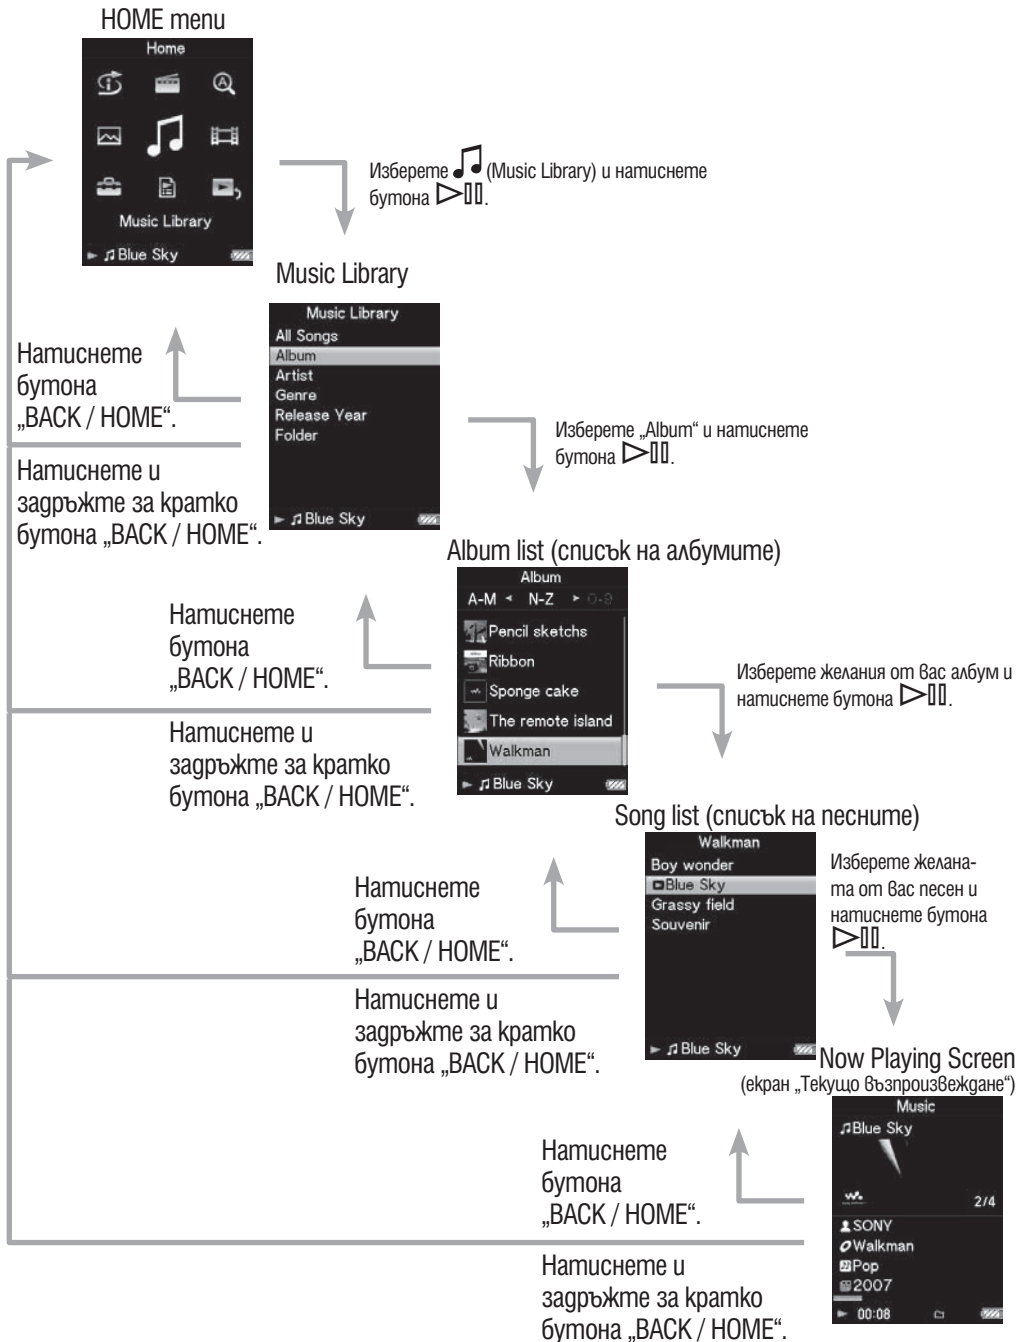 HOME menu
Home
Music Library
Blue Sky
Изберете (Music Library) и натиснете
бутона
Music Library
Music Library
All Songs
Album
Artist
Genre
Release Year
Folder
Blue Sky
Натиснете
бутона
„BACK / HOME“.
Натиснете и
задръжте за кратко
бутона „BACK / HOME“.
Изберете „Album“ и натиснете
бутона
Album list (списък на албумите)
Album
A-M N-Z 0-9
Pencil sketchs
Ribbon
Sponge cake
The remote island
Walkman
Blue Sky
Натиснете
бутона
„BACK / HOME“.
Натиснете и
задръжте за кратко
бутона „BACK / HOME“.
Изберете желания от вас албум и
натиснете бутона
Song list (списък на песните)
Walkman
Boy wonder
Blue Sky
Grassy field
Souvenir
Blue Sky
Изберете желана-
та от вас песен и
натиснете бутона
Натиснете
бутона
„BACK / HOME“.
Натиснете и
задръжте за кратко
бутона „BACK / HOME“.
Now Playing Screen
(екран „Текущо възпроизвеждане“)
Music
Blue Sky
2/4
SONY
Walkman
Pop
2007
00:08
Натиснете
бутона
„BACK / HOME“.
Натиснете и
задръжте за кратко
бутона „BACK / HOME“.